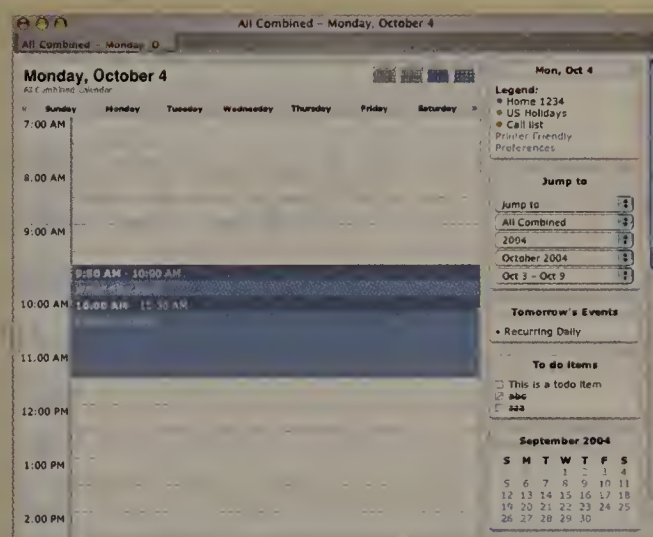 All Combined – Monday, October 4
All Combined – Monday, O
Monday, October 4
All Combined Calendar
« Sunday Monday Tuesday Wednesday Thursday Friday Saturday »
7:00 AM
8:00 AM
9:00 AM
10:00 AM
10:00 AM - 11:30 AM
11:00 AM
12:00 PM
1:00 PM
2:00 PM
Mon, Oct 4
Legend:
Home 1234
US Holidays
Call list
Printer Friendly
Preferences
Jump to
Jump to
All Combined
2004
October 2004
Oct 3 – Oct 9
Tomorrow's Events
• Recurring Daily
To do items
This is a todo item
abc
aaa
September 2004
S M T W T F S
1 2 3 4
5 6 7 8 9 10 11
12 13 14 15 16 17 18
19 20 21 22 23 24 25
26 27 28 29 30